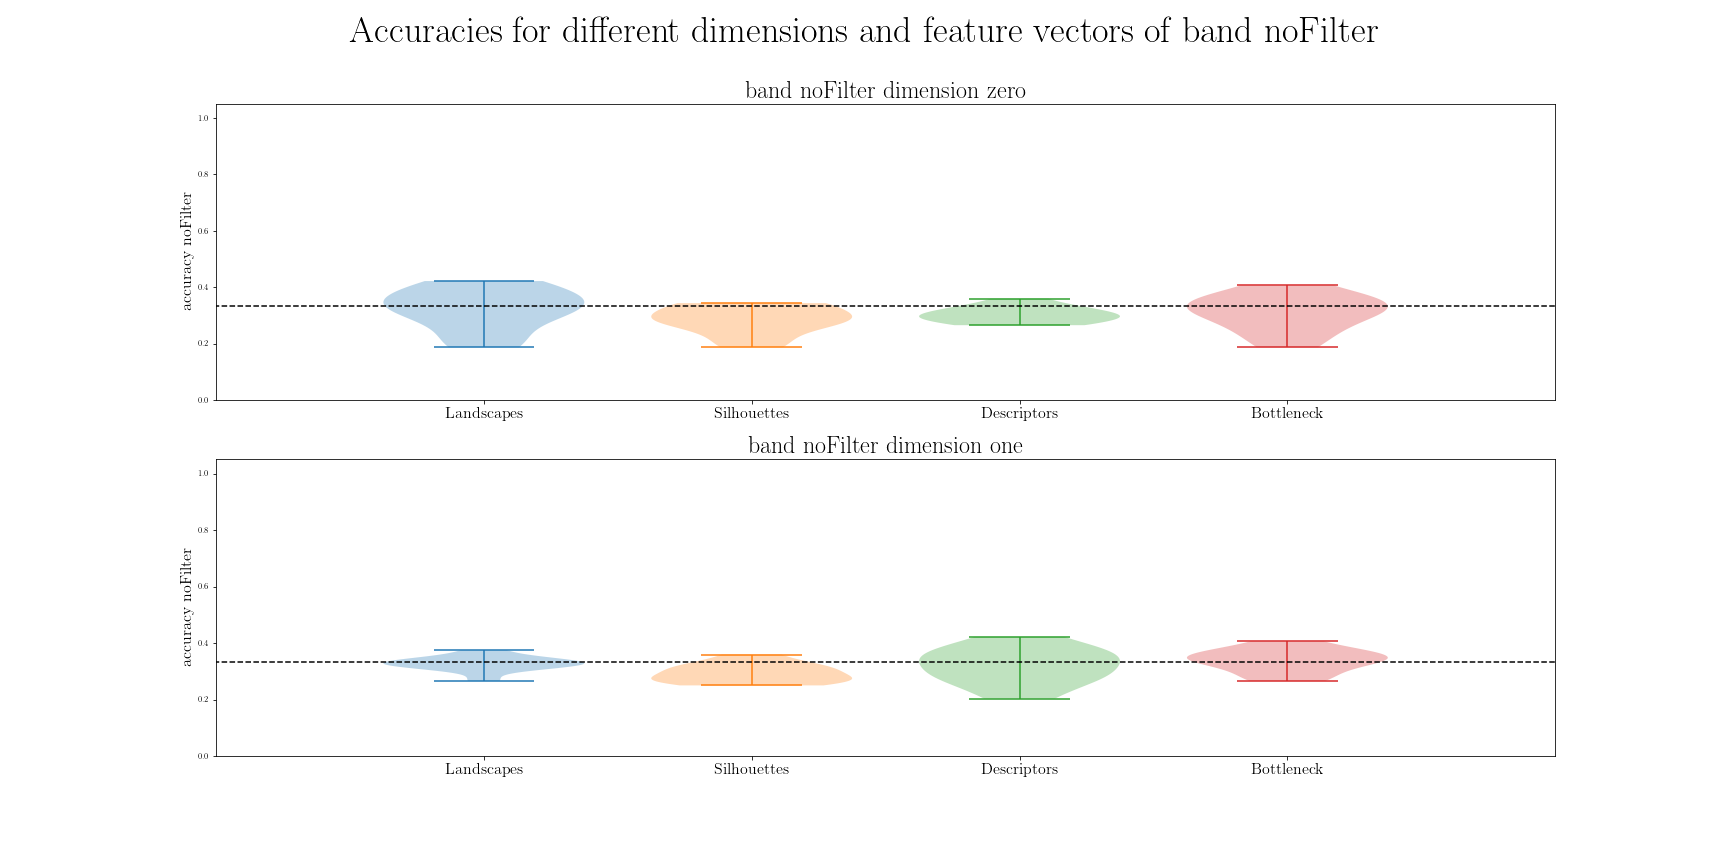 Accuracies for different dimensions and feature vectors of band noFilter
band noFilter dimension zero
accuracy noFilter
1.0
0.8
0.6
0.4
0.2
0.0
Landscapes Silhouettes Descriptors Bottleneck
band noFilter dimension one
accuracy noFilter
1.0
0.8
0.6
0.4
0.2
0.0
Landscapes Silhouettes Descriptors Bottleneck